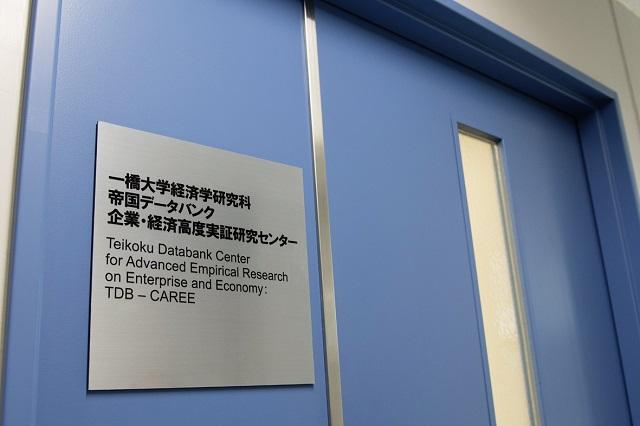 一橋大学経済学研究科
帝国データバンク
企業・経済高度実証研究センター
Teikoku Databank Center
for Advanced Empirical Research
on Enterprise and Economy:
TDB – CAREE